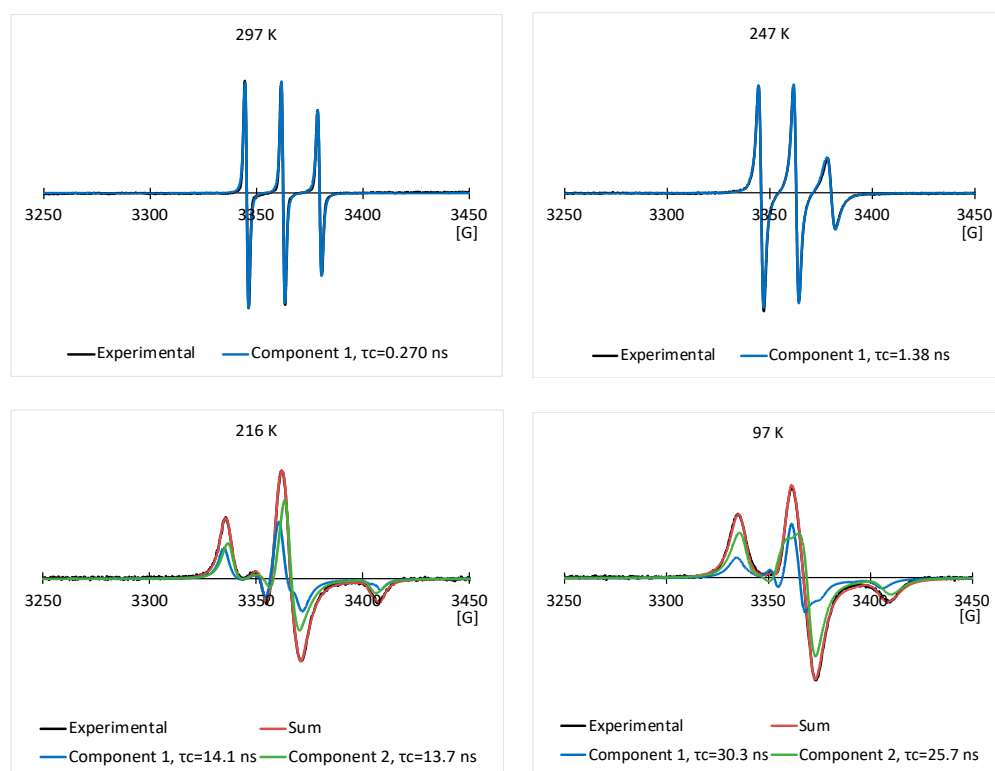 297 K
3250 3300 3350 3400 3450
[G]
Experimental Component 1, τc=0.270 ns
247 K
3250 3300 3350 3400 3450
[G]
Experimental Component 1, τc=1.38 ns
216 K
3250 3300 3350 3400 3450
[G]
Experimental Sum
Component 1, τc=14.1 ns Component 2, τc=13.7 ns
97 K
3250 3300 3350 3400 3450
[G]
Experimental Sum
Component 1, τc=30.3 ns Component 2, τc=25.7 ns